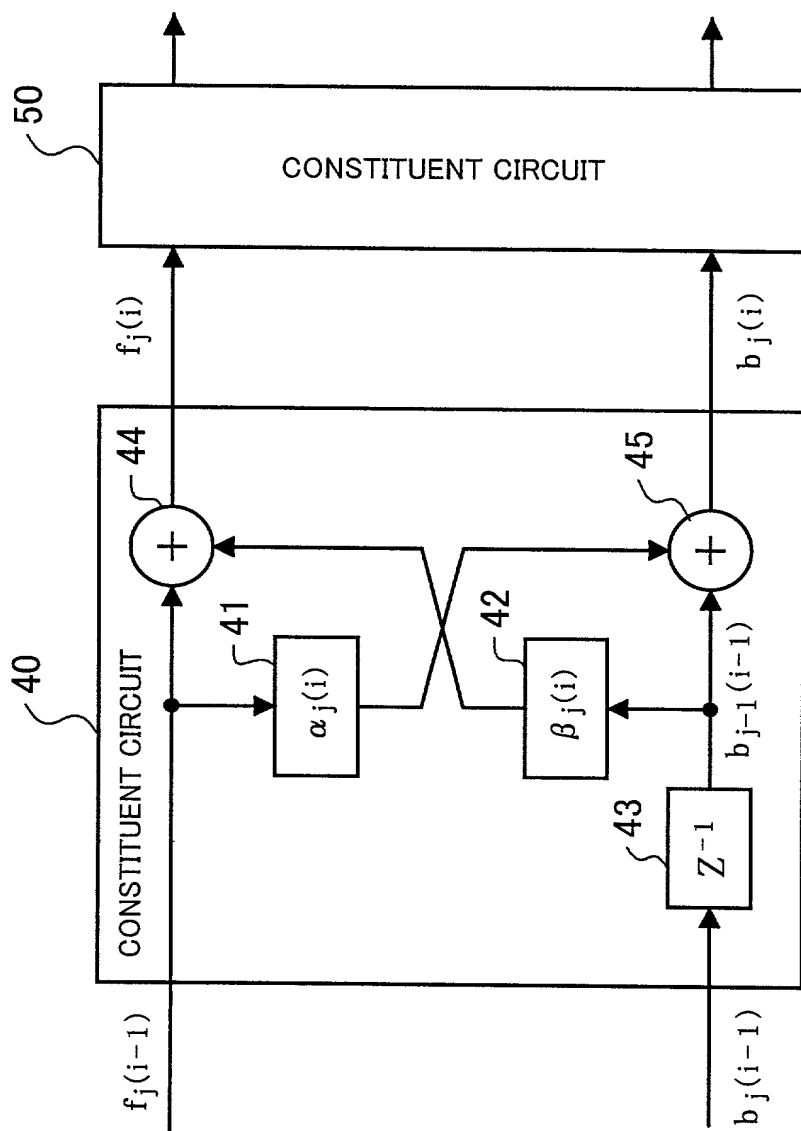 40
50
CONSTITUENT CIRCUIT
CONSTITUENT CIRCUIT
f_j(i-1)
44
f_j(i)
+
41
α_j(i)
42
β_j(i)
43
Z^{-1}
b_{j-1}(i-1)
45
+
b_j(i-1)
b_j(i)